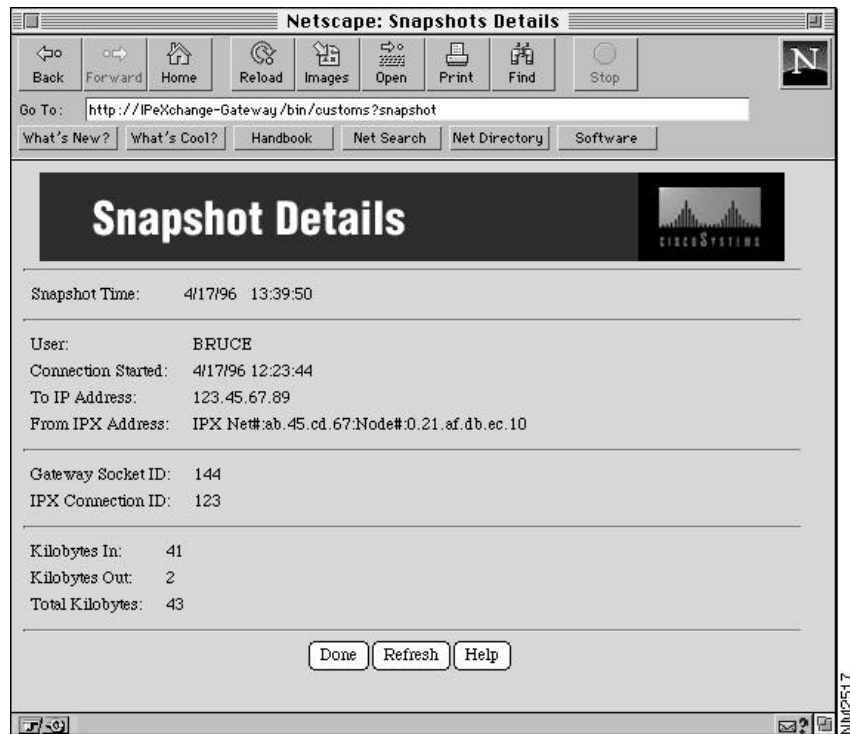 Netscape: Snapshots Details
Back Forward Home Reload Images Open Print Find Stop
N
Go To: http://IPeXchange-Gateway/bin/customs?snapshot
What's New? What's Cool? Handbook Net Search Net Directory Software
Snapshot Details
CISCO SYSTEMS
Snapshot Time: 4/17/96 13:39:50
User: BRUCE
Connection Started: 4/17/96 12:23:44
To IP Address: 123.45.67.89
From IPX Address: IPX Net#:ab.45.cd.67:Node#:0.21.af.db.ec.10
Gateway Socket ID: 144
IPX Connection ID: 123
Kilobytes In: 41
Kilobytes Out: 2
Total Kilobytes: 43
Done Refresh Help
?
NM2517